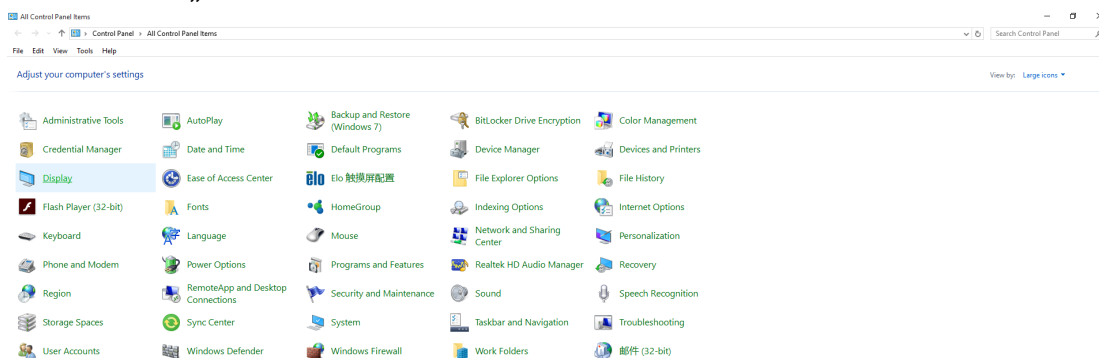 All Control Panel Items
Control Panel › All Control Panel Items
Search Control Panel
File Edit View Tools Help
Adjust your computer's settings
View by: Large icons
Administrative Tools
AutoPlay
Backup and Restore
(Windows 7)
BitLocker Drive Encryption
Color Management
Credential Manager
Date and Time
Default Programs
Device Manager
Devices and Printers
Display
Ease of Access Center
elo Elo 触摸屏配置
File Explorer Options
File History
Flash Player (32-bit)
Fonts
HomeGroup
Indexing Options
Internet Options
Keyboard
Language
Mouse
Network and Sharing
Center
Personalization
Phone and Modem
Power Options
Programs and Features
Realtek HD Audio Manager
Recovery
Region
RemoteApp and Desktop
Connections
Security and Maintenance
Sound
Speech Recognition
Storage Spaces
Sync Center
System
Taskbar and Navigation
Troubleshooting
User Accounts
Windows Defender
Windows Firewall
Work Folders
邮件 (32-bit)